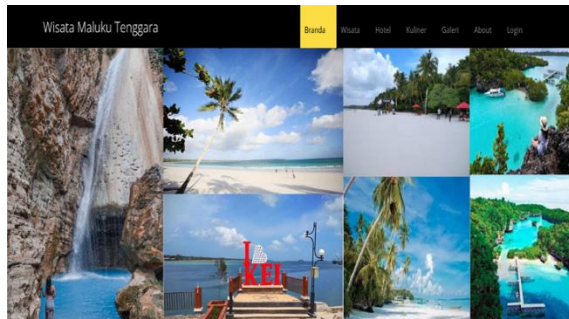 Wisata Maluku Tenggara
Branda Wisata Hotel Kuliner Galeri About Login
I
KEI